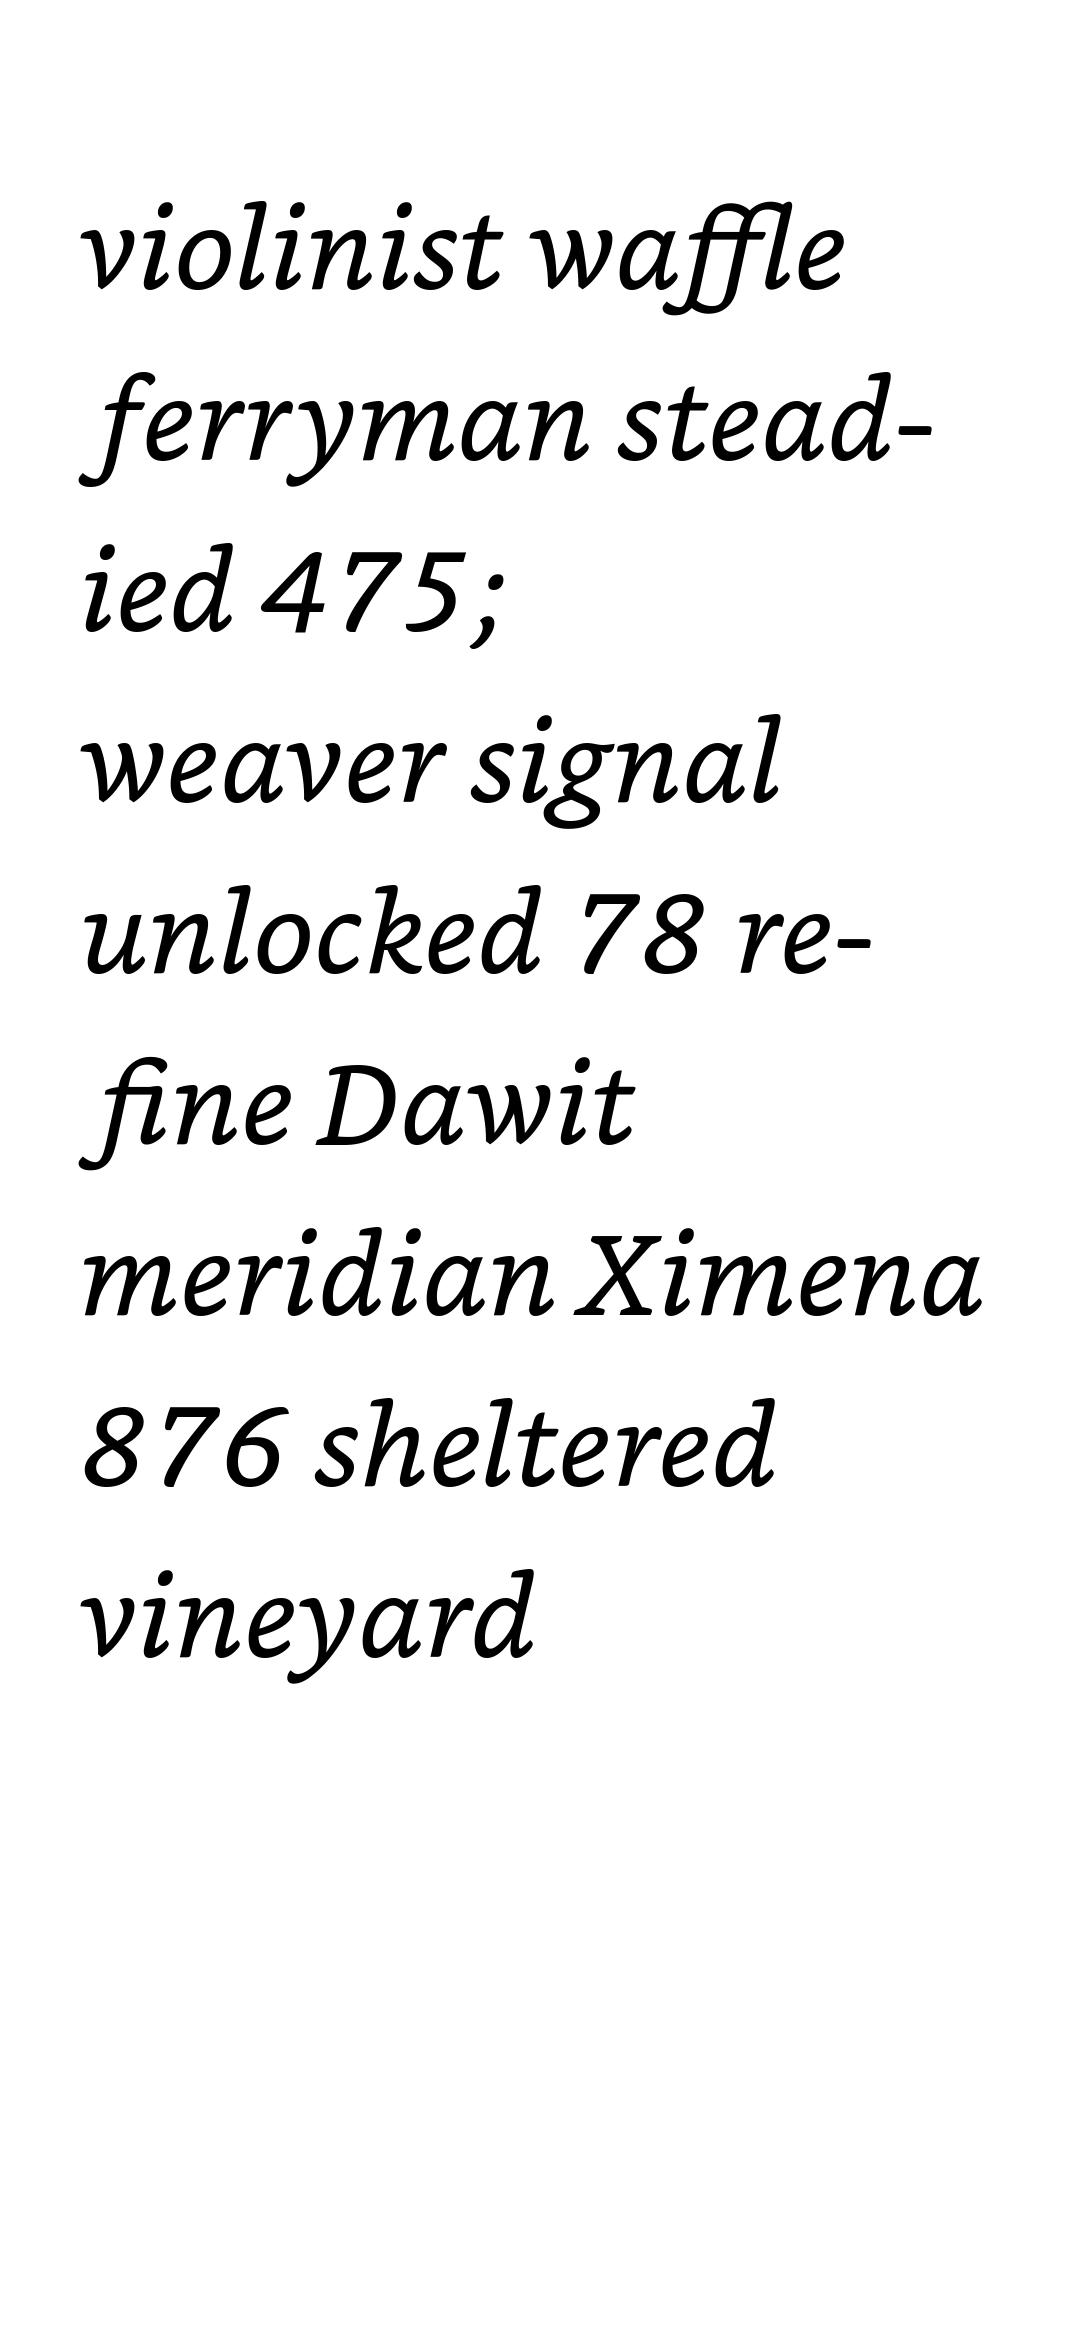 violinist waffle
ferryman stead-
ied 475;
weaver signal
unlocked 78 re-
fine Dawit
meridian Ximena
876 sheltered
vineyard